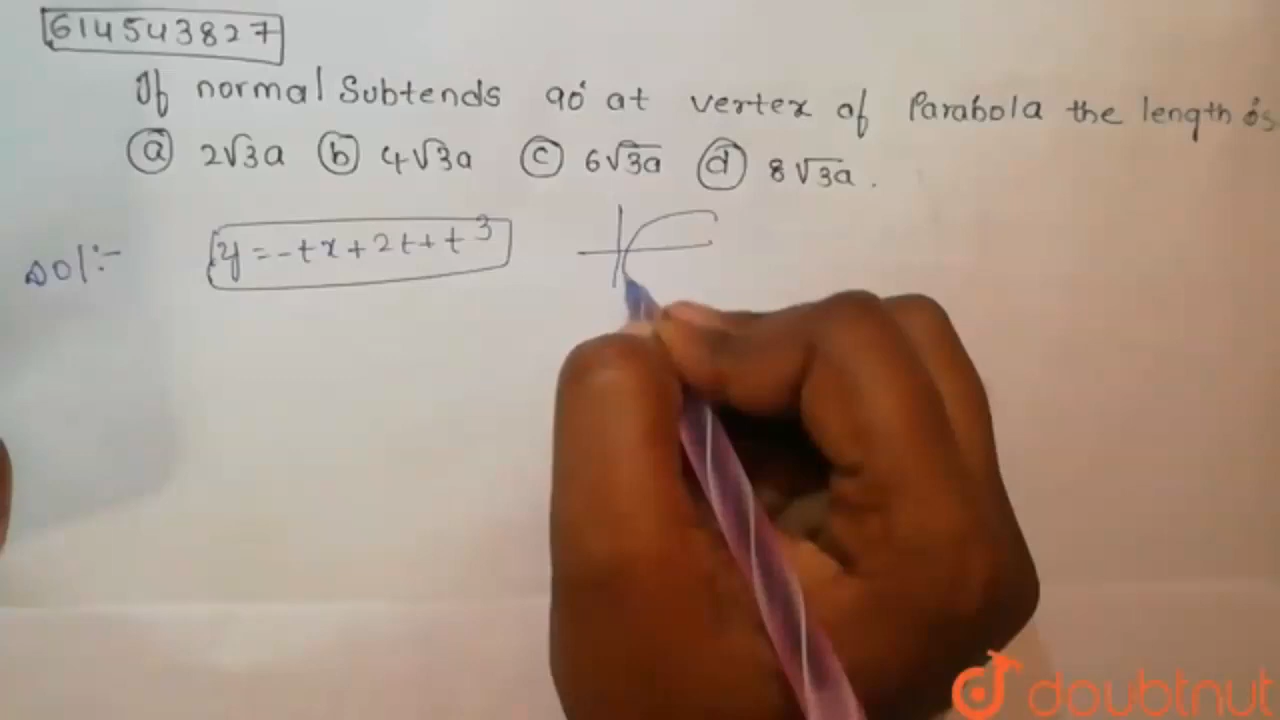 614543827
If normal Subtends 90° at vertex of Parabola the length is
(a) 2√3a (b) 4√3a (c) 6√3a (d) 8√3a.
Sol:- y = -tx + 2t + t³
doubtnut